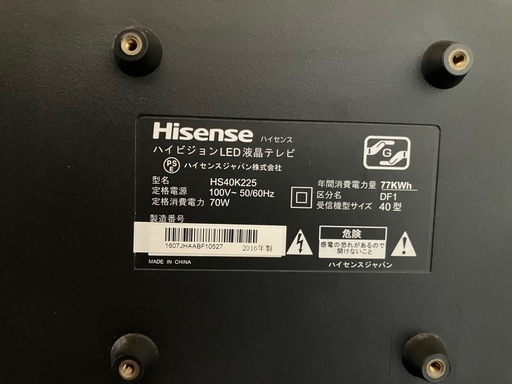 Hisense ハイセンス
ハイビジョンLED液晶テレビ
PS
E ハイセンスジャパン株式会社
G
型名 HS40K225
定格電源 100V~ 50/60Hz
定格消費電力 70W
年間消費電力量 77KWh
区分名 DF1
受信機型サイズ 40型
製造番号
1607JHAABF10527 2016年製
MADE IN CHINA
危険
感電の恐れがあるので
開けないこと
ハイセンスジャパン